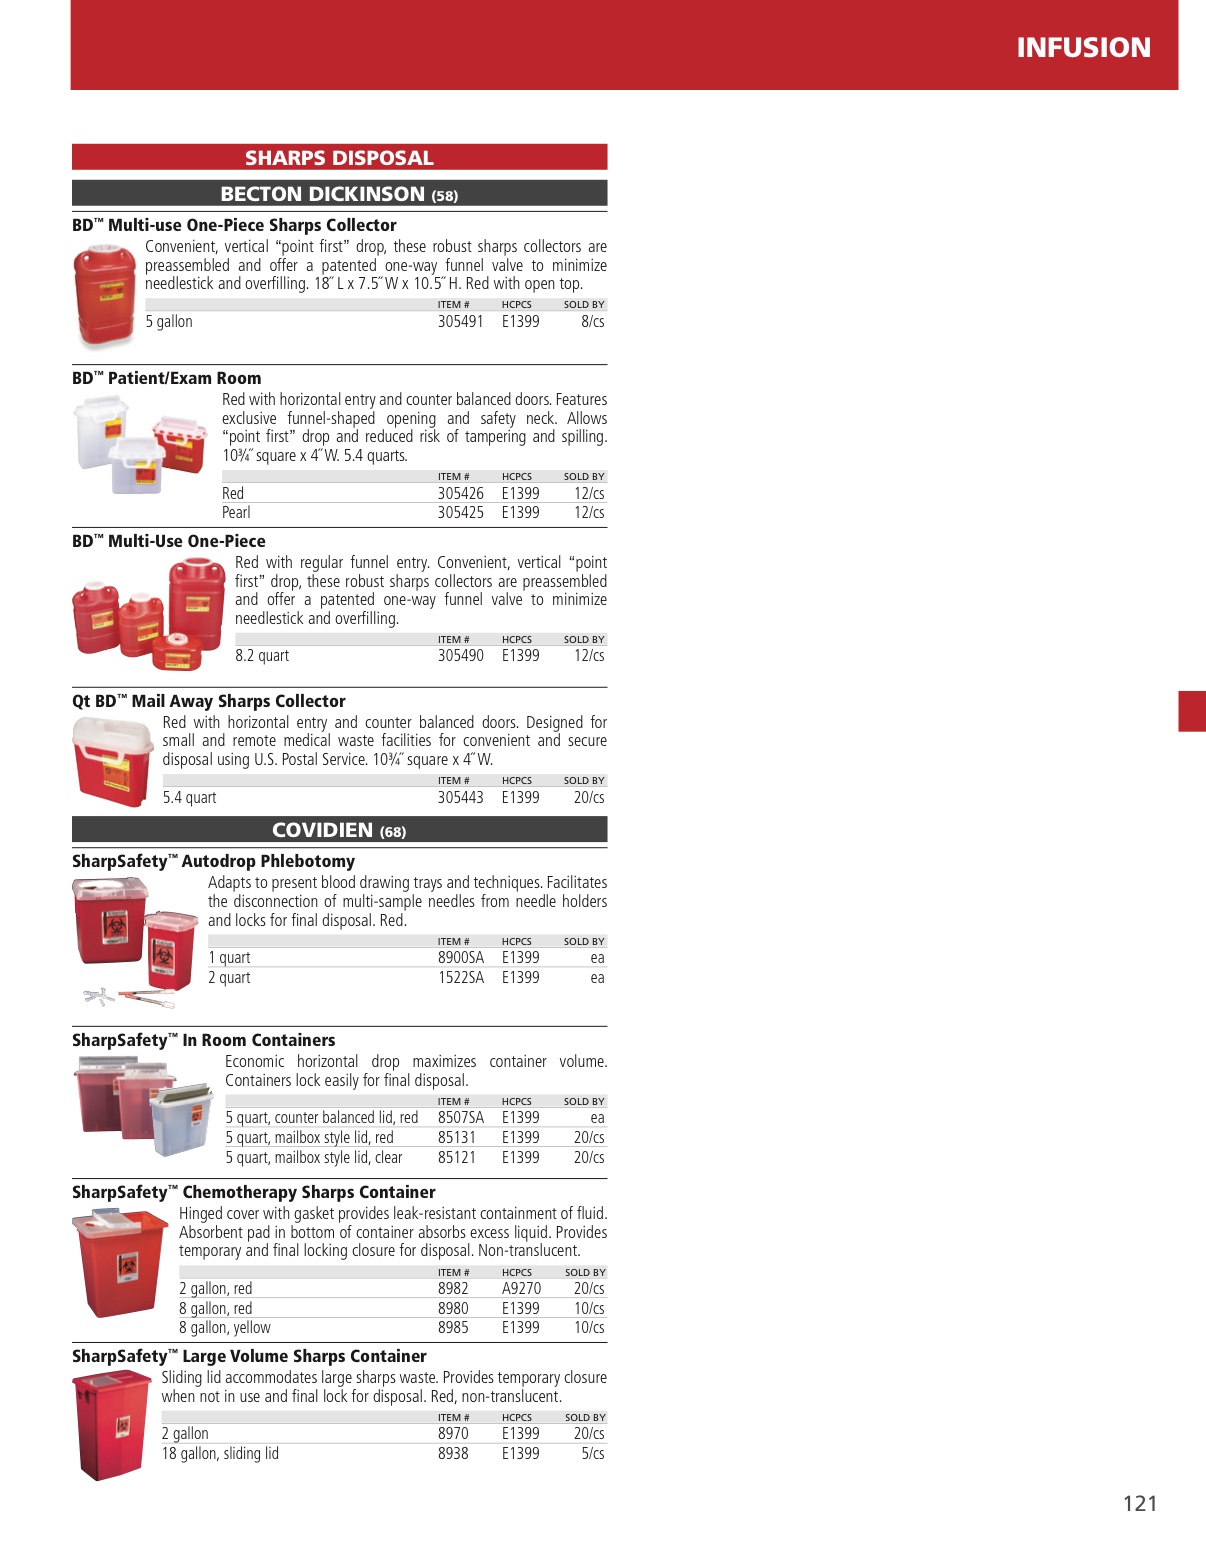 INFUSION
SHARPS DISPOSAL
BECTON DICKINSON (58)
BD™ Multi-use One-Piece Sharps Collector
Convenient, vertical “point first” drop, these robust sharps collectors are
preassembled and offer a patented one-way funnel valve to minimize
needlestick and overfilling. 18˝ L x 7.5˝ W x 10.5˝ H. Red with open top.
ITEM # HCPCS SOLD BY
5 gallon 305491 E1399 8/cs
BD™ Patient/Exam Room
Red with horizontal entry and counter balanced doors. Features
exclusive funnel-shaped opening and safety neck. Allows
“point first” drop and reduced risk of tampering and spilling.
10¾˝ square x 4˝ W. 5.4 quarts.
ITEM # HCPCS SOLD BY
Red 305426 E1399 12/cs
Pearl 305425 E1399 12/cs
BD™ Multi-Use One-Piece
Red with regular funnel entry. Convenient, vertical “point
first” drop, these robust sharps collectors are preassembled
and offer a patented one-way funnel valve to minimize
needlestick and overfilling.
ITEM # HCPCS SOLD BY
8.2 quart 305490 E1399 12/cs
Qt BD™ Mail Away Sharps Collector
Red with horizontal entry and counter balanced doors. Designed for
small and remote medical waste facilities for convenient and secure
disposal using U.S. Postal Service. 10¾˝ square x 4˝ W.
ITEM # HCPCS SOLD BY
5.4 quart 305443 E1399 20/cs
COVIDIEN (68)
SharpSafety™ Autodrop Phlebotomy
Adapts to present blood drawing trays and techniques. Facilitates
the disconnection of multi-sample needles from needle holders
and locks for final disposal. Red.
ITEM # HCPCS SOLD BY
1 quart 8900SA E1399 ea
2 quart 1522SA E1399 ea
SharpSafety™ In Room Containers
Economic horizontal drop maximizes container volume.
Containers lock easily for final disposal.
ITEM # HCPCS SOLD BY
5 quart, counter balanced lid, red 8507SA E1399 ea
5 quart, mailbox style lid, red 85131 E1399 20/cs
5 quart, mailbox style lid, clear 85121 E1399 20/cs
SharpSafety™ Chemotherapy Sharps Container
Hinged cover with gasket provides leak-resistant containment of fluid.
Absorbent pad in bottom of container absorbs excess liquid. Provides
temporary and final locking closure for disposal. Non-translucent.
ITEM # HCPCS SOLD BY
2 gallon, red 8982 A9270 20/cs
8 gallon, red 8980 E1399 10/cs
8 gallon, yellow 8985 E1399 10/cs
SharpSafety™ Large Volume Sharps Container
Sliding lid accommodates large sharps waste. Provides temporary closure
when not in use and final lock for disposal. Red, non-translucent.
ITEM # HCPCS SOLD BY
2 gallon 8970 E1399 20/cs
18 gallon, sliding lid 8938 E1399 5/cs
121